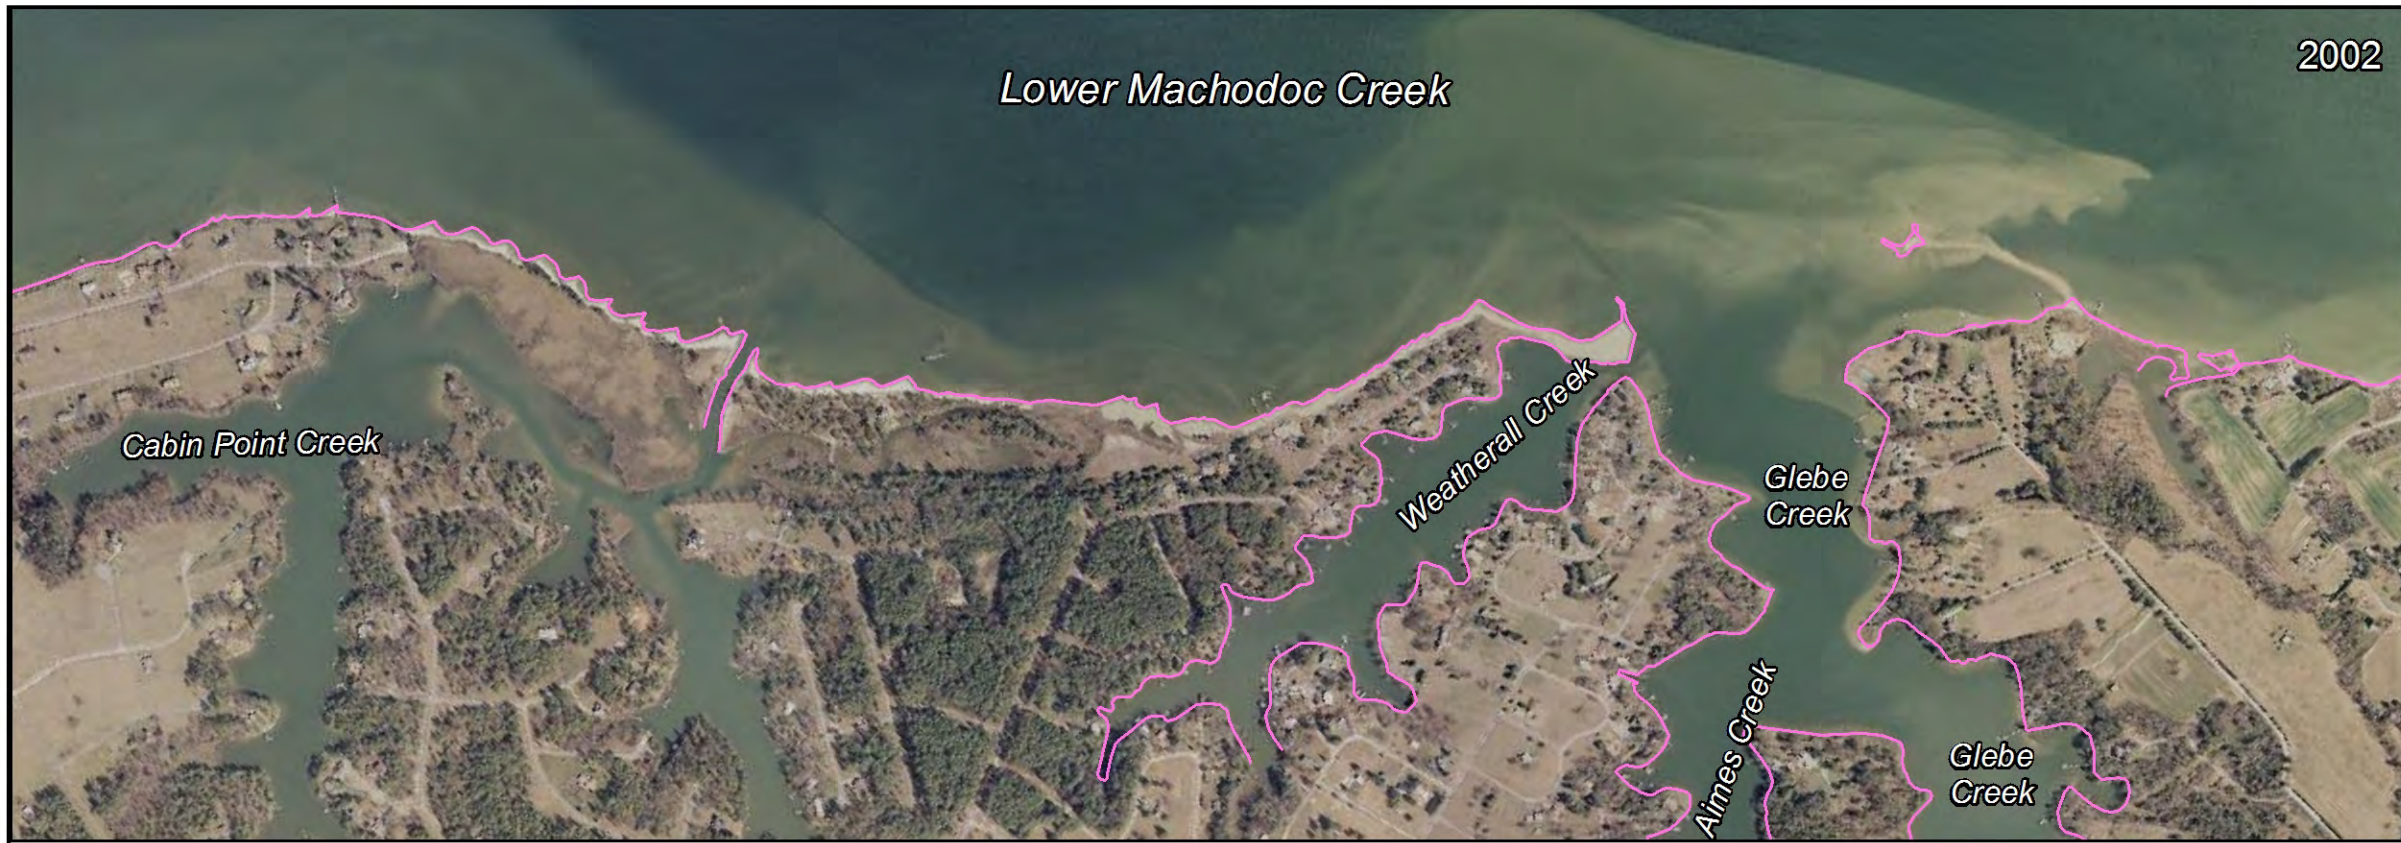 2002
Lower Machodoc Creek
Cabin Point Creek
Weatherall Creek
Glebe
Creek
Aimes Creek
Glebe
Creek